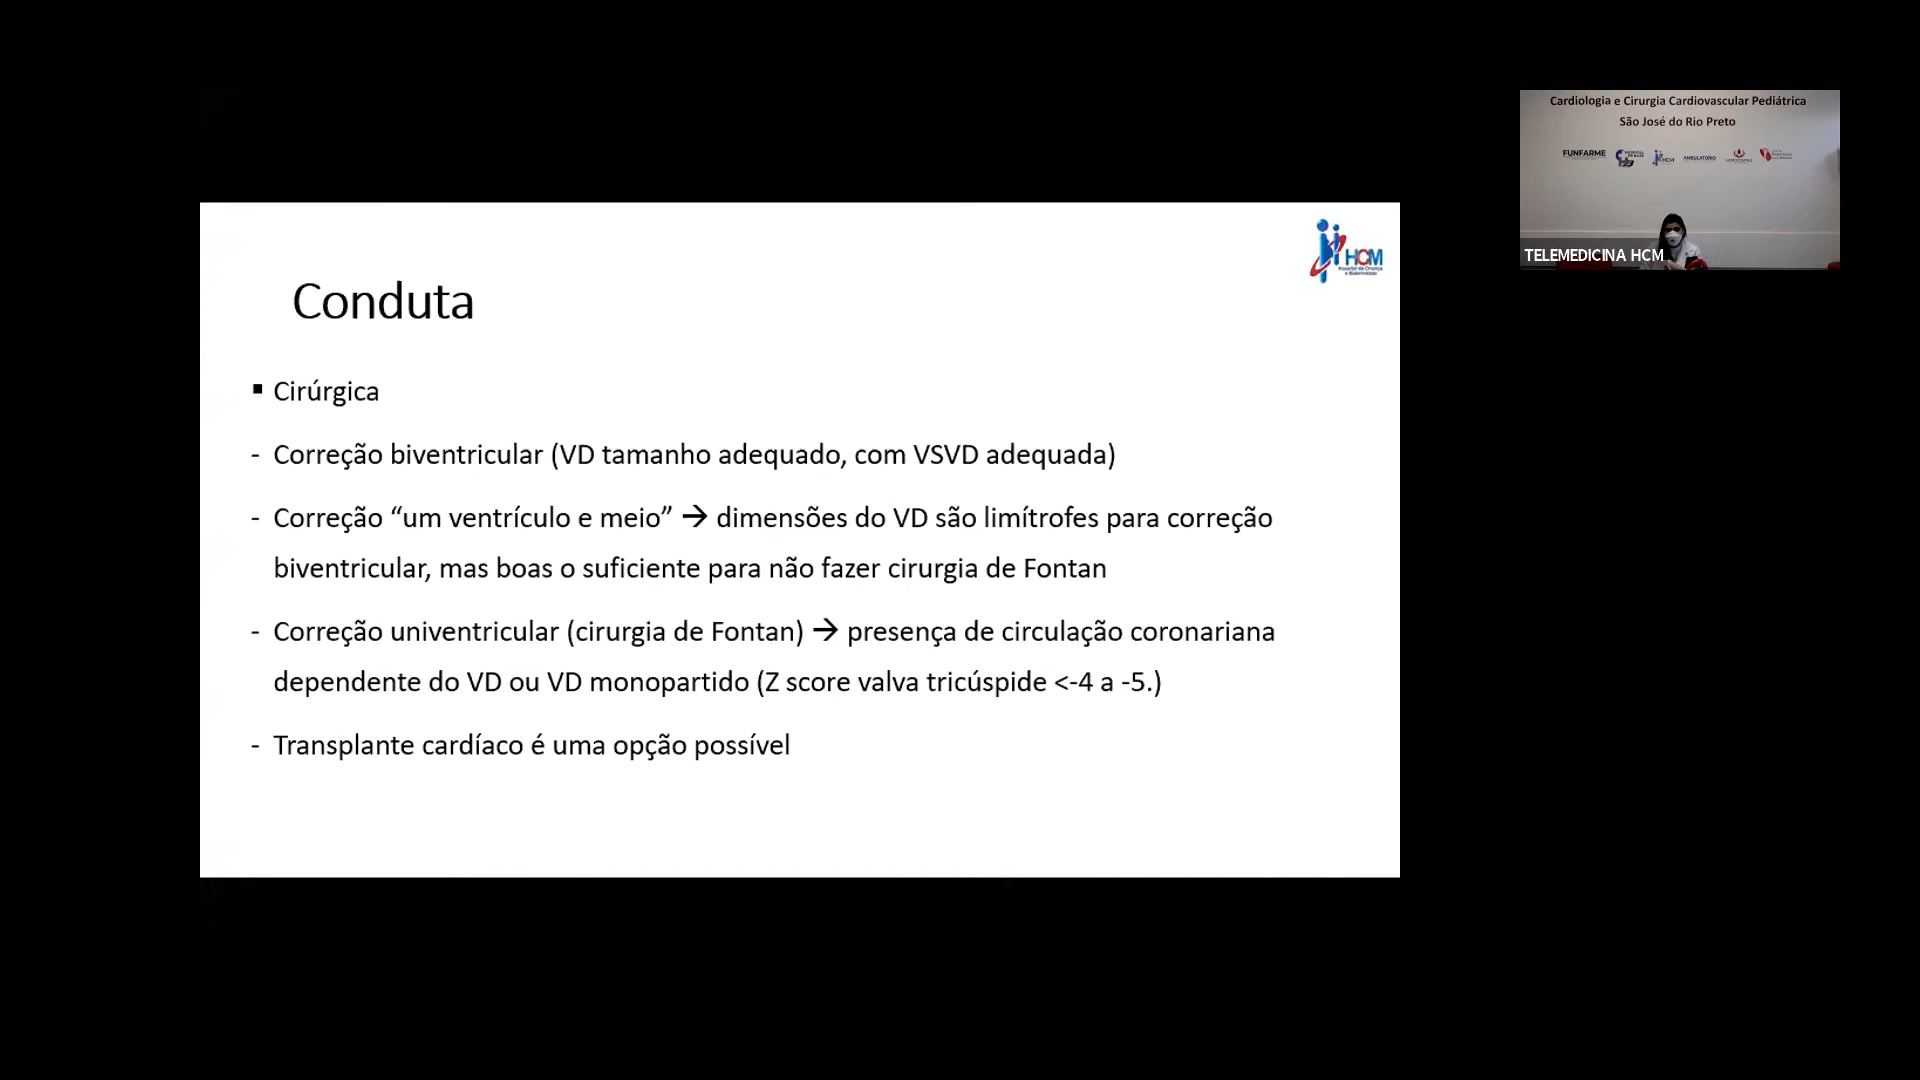 Conduta
▪ Cirúrgica
- Correção biventricular (VD tamanho adequado, com VSVD adequada)
- Correção “um ventrículo e meio” → dimensões do VD são limítrofes para correção
biventricular, mas boas o suficiente para não fazer cirurgia de Fontan
- Correção univentricular (cirurgia de Fontan) → presença de circulação coronariana
dependente do VD ou VD monopartido (Z score valva tricúspide <-4 a -5.)
- Transplante cardíaco é uma opção possível
HCM
Cardiologia e Cirurgia Cardiovascular Pediátrica
São José do Rio Preto
FUNFARME
HCM
AMBULATÓRIO
HEMOCENTRO
TELEMEDICINA HCM